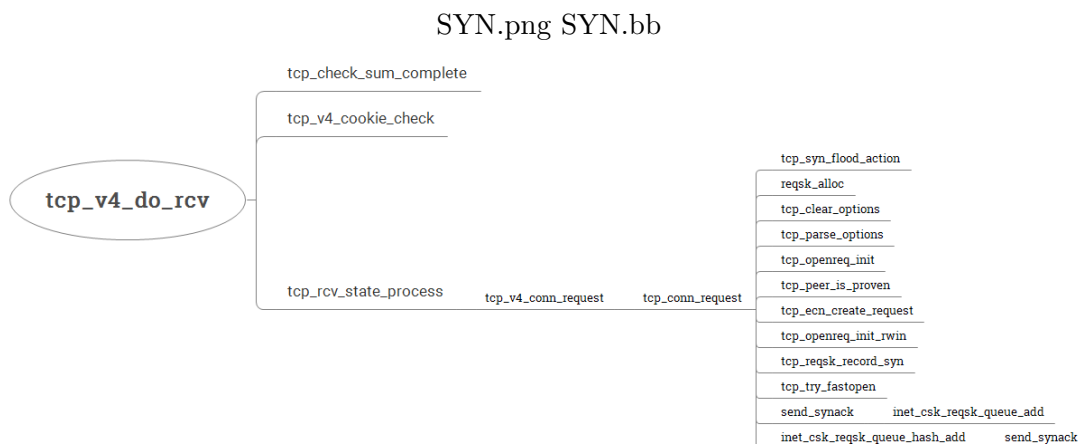 SYN.png SYN.bb
tcp_check_sum_complete
tcp_v4_cookie_check
tcp_v4_do_rcv
tcp_rcv_state_process
tcp_v4_conn_request
tcp_conn_request
tcp_syn_flood_action
reqsk_alloc
tcp_clear_options
tcp_parse_options
tcp_openreq_init
tcp_peer_is_proven
tcp_ecn_create_request
tcp_openreq_init_rwin
tcp_reqsk_record_syn
tcp_try_fastopen
send_synack inet_csk_reqsk_queue_add
inet_csk_reqsk_queue_hash_add send_synack